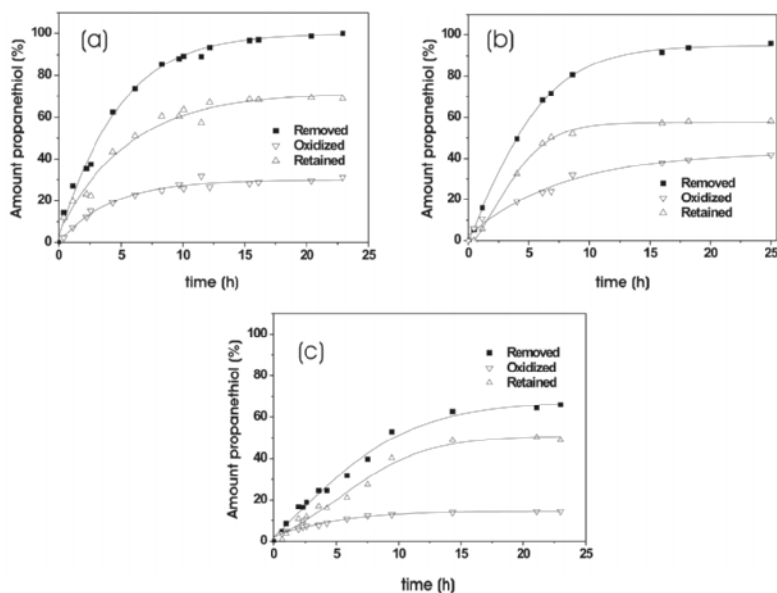 (a)
Amount propanethiol (%)
100
80
60
40
20
0
Removed
Oxidized
Retained
0 5 10 15 20 25
time (h)
(b)
Amount propanethiol (%)
100
80
60
40
20
0
Removed
Oxidized
Retained
0 5 10 15 20 25
time (h)
(c)
Amount propanethiol (%)
100
80
60
40
20
0
Removed
Oxidized
Retained
0 5 10 15 20 25
time (h)